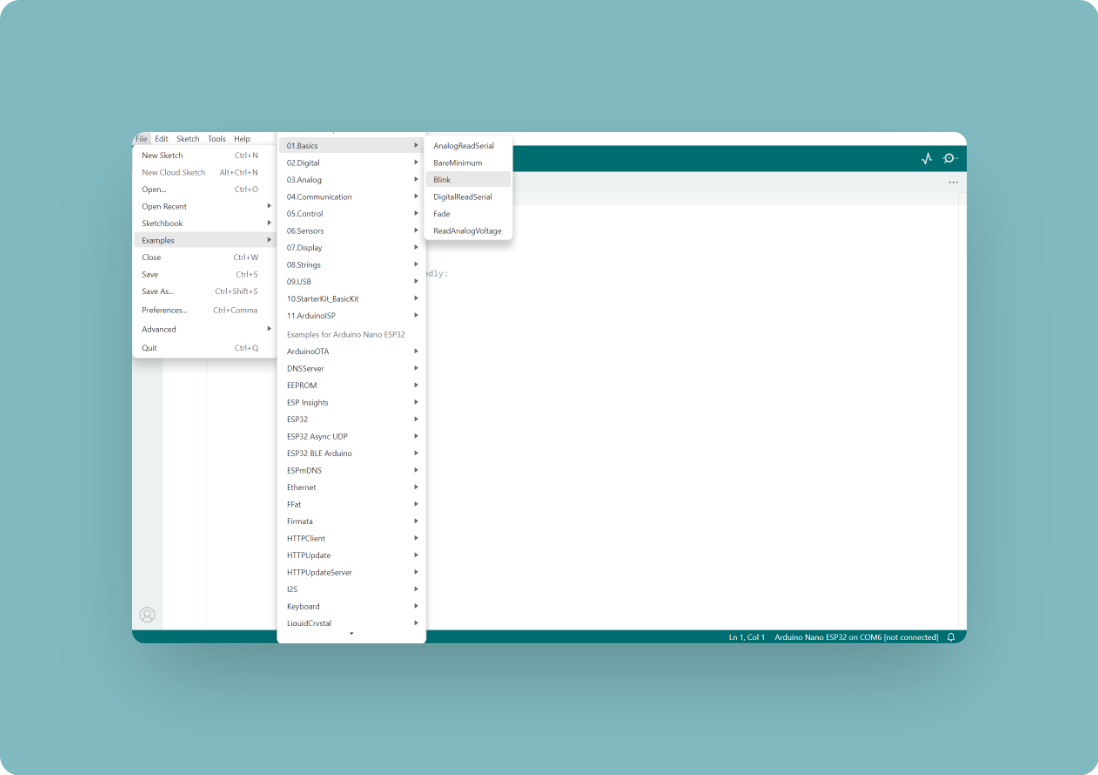 File Edit Sketch Tools Help
New Sketch Ctrl+N
New Cloud Sketch Alt+Ctrl+N
Open... Ctrl+O
Open Recent
Sketchbook
Examples
Close Ctrl+W
Save Ctrl+S
Save As... Ctrl+Shift+S
Preferences... Ctrl+Comma
Advanced
Quit Ctrl+Q
01.Basics
02.Digital
03.Analog
04.Communication
05.Control
06.Sensors
07.Display
08.Strings
09.USB
10.StarterKit_BasicKit
11.ArduinoISP
Examples for Arduino Nano ESP32
ArduinoOTA
DNSServer
EEPROM
ESP Insights
ESP32
ESP32 Async UDP
ESP32 BLE Arduino
ESPmDNS
Ethernet
FFat
Firmata
HTTPClient
HTTPUpdate
HTTPUpdateServer
I2S
Keyboard
LiquidCrystal
AnalogReadSerial
BareMinimum
Blink
DigitalReadSerial
Fade
ReadAnalogVoltage
edly:
Ln 1, Col 1 Arduino Nano ESP32 on COM6 [not connected]